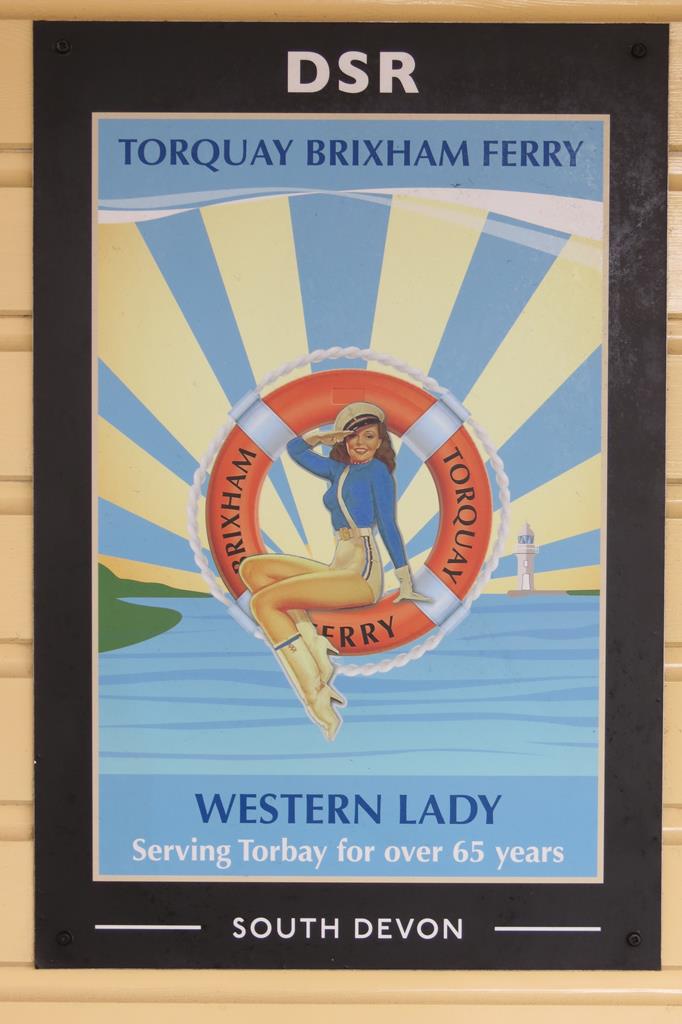 DSR
TORQUAY BRIXHAM FERRY
BRIXHAM
TORQUAY
FERRY
WESTERN LADY
Serving Torbay for over 65 years
SOUTH DEVON